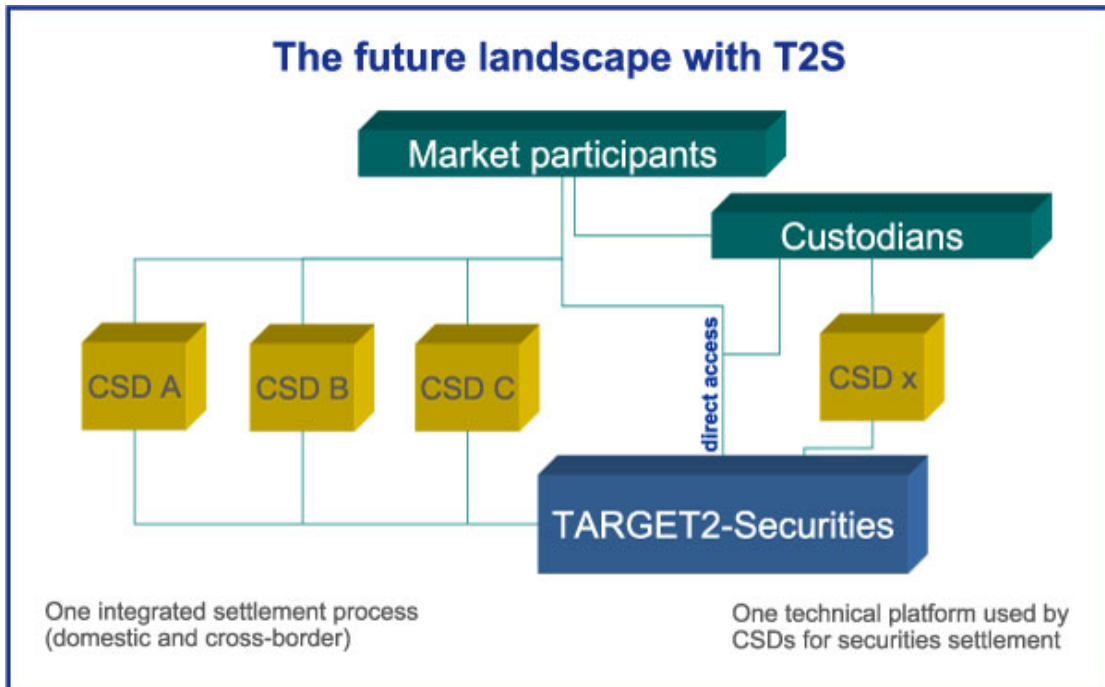 The future landscape with T2S
Market participants
Custodians
CSD A
CSD B
CSD C
direct access
CSD x
TARGET2-Securities
One integrated settlement process
(domestic and cross-border)
One technical platform used by
CSDs for securities settlement